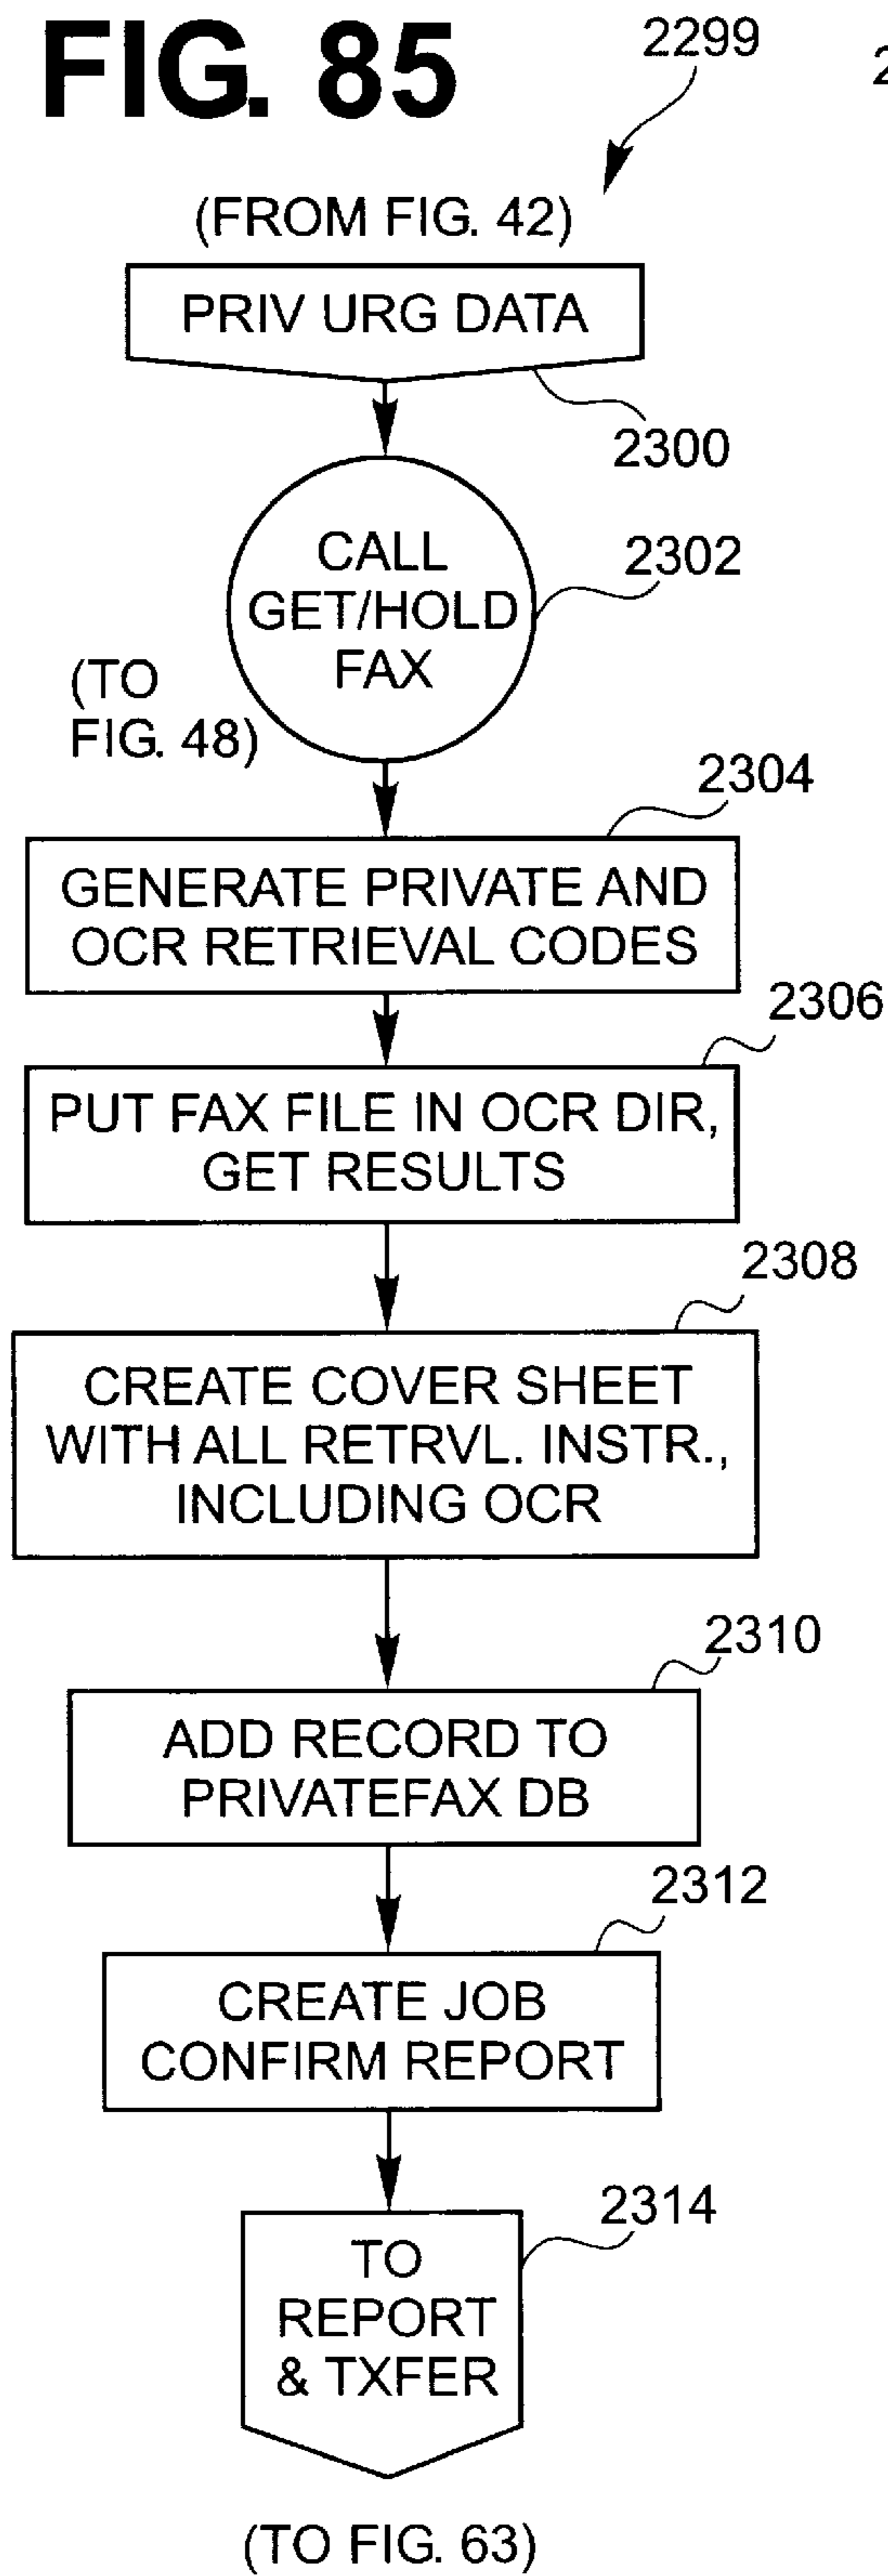 FIG. 85
2299
2
(FROM FIG. 42)
PRIV URG DATA
2300
CALL
GET/HOLD
FAX
2302
(TO
FIG. 48)
2304
GENERATE PRIVATE AND
OCR RETRIEVAL CODES
2306
PUT FAX FILE IN OCR DIR,
GET RESULTS
2308
CREATE COVER SHEET
WITH ALL RETRVL. INSTR.,
INCLUDING OCR
2310
ADD RECORD TO
PRIVATEFAX DB
2312
CREATE JOB
CONFIRM REPORT
2314
TO
REPORT
& TXFER
(TO FIG. 63)